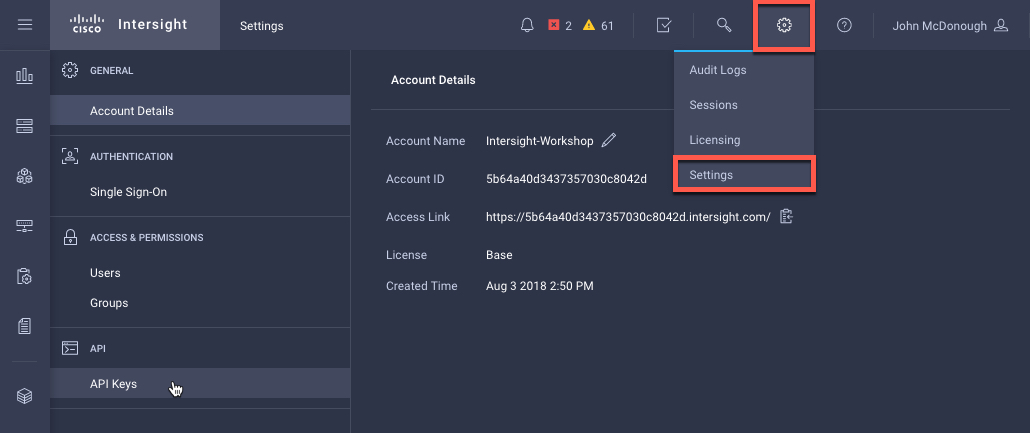 cisco Intersight Settings 2 61 John McDonough
GENERAL
Account Details
AUTHENTICATION
Single Sign-On
ACCESS & PERMISSIONS
Users
Groups
API
API Keys
Account Details
Account Name Intersight-Workshop
Account ID 5b64a40d3437357030c8042d
Access Link https://5b64a40d3437357030c8042d.intersight.com/
License Base
Created Time Aug 3 2018 2:50 PM
Audit Logs
Sessions
Licensing
Settings